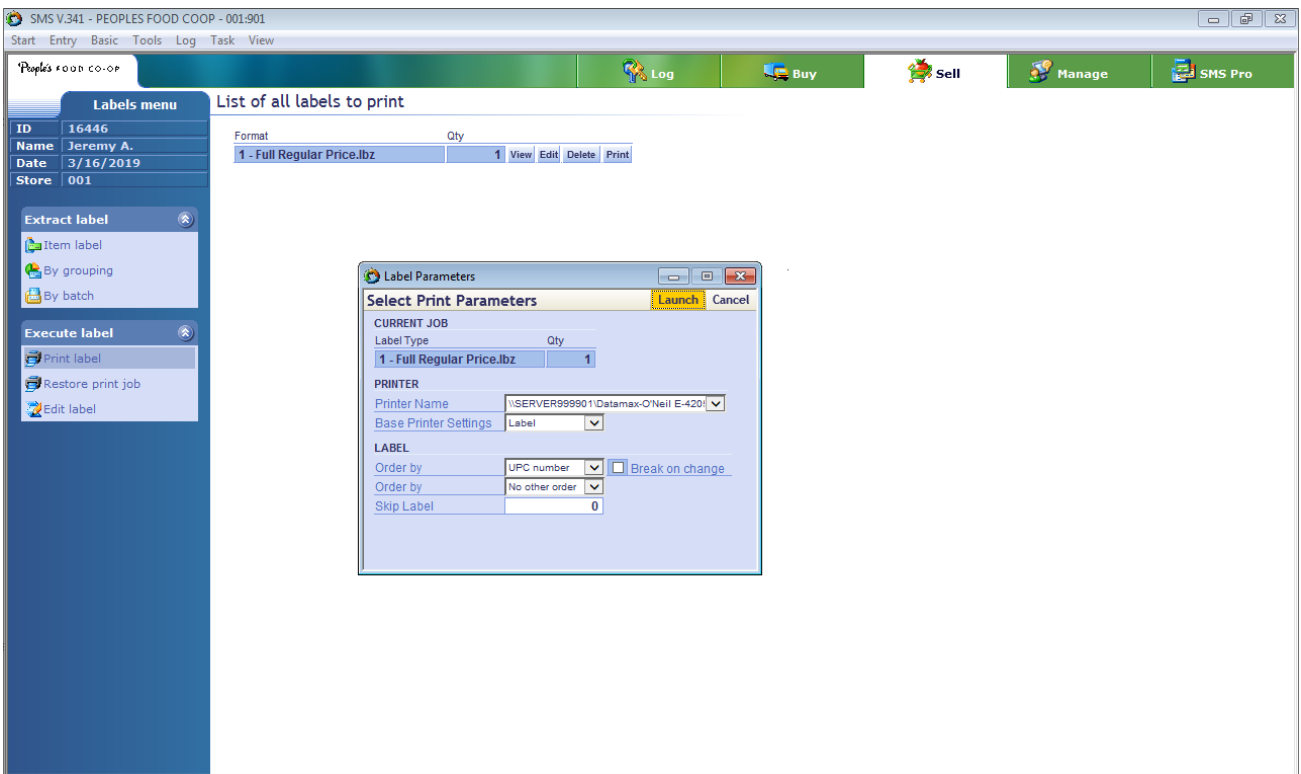 SMS V.341 - PEOPLES FOOD COOP - 001:901
Start Entry Basic Tools Log Task View
People's FOOD CO-OP
Log Buy Sell Manage SMS Pro
Labels menu
ID 16446
Name Jeremy A.
Date 3/16/2019
Store 001
Extract label
Item label
By grouping
By batch
Execute label
Print label
Restore print job
Edit label
List of all labels to print
Format Qty
1 - Full Regular Price.lbz 1 View Edit Delete Print
Label Parameters
Select Print Parameters Launch Cancel
CURRENT JOB
Label Type Qty
1 - Full Regular Price.lbz 1
PRINTER
Printer Name \\SERVER999901\Datamax-O'Neil E-420
Base Printer Settings Label
LABEL
Order by UPC number Break on change
Order by No other order
Skip Label 0